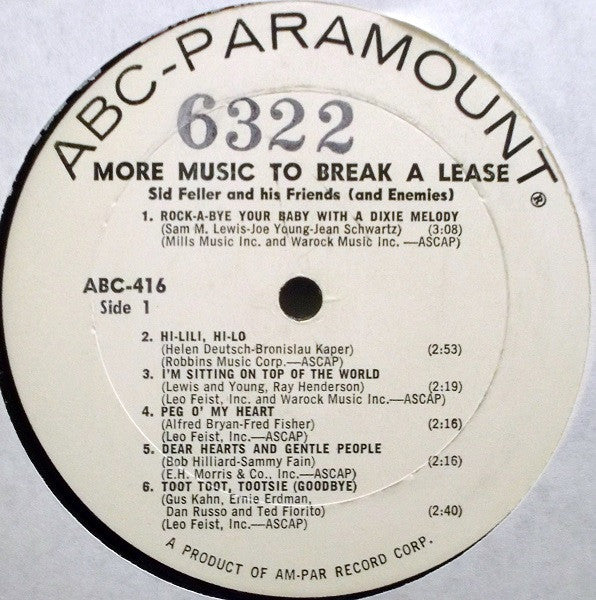 ABC-PARAMOUNT
®
6322
MORE MUSIC TO BREAK A LEASE
Sid Feller and his Friends (and Enemies)
1. ROCK-A-BYE YOUR BABY WITH A DIXIE MELODY
(Sam M. Lewis-Joe Young-Jean Schwartz) (3:08)
(Mills Music Inc. and Warock Music Inc. —ASCAP)
ABC-416
Side 1
2. HI-LILI, HI-LO
(Helen Deutsch-Bronislau Kaper) (2:53)
(Robbins Music Corp.—ASCAP)
3. I'M SITTING ON TOP OF THE WORLD
(Lewis and Young, Ray Henderson) (2:19)
(Leo Feist, Inc. and Warock Music Inc.—ASCAP)
4. PEG O' MY HEART
(Alfred Bryan-Fred Fisher) (2:16)
(Leo Feist, Inc.—ASCAP)
5. DEAR HEARTS AND GENTLE PEOPLE
(Bob Hilliard-Sammy Fain) (2:16)
(E.H. Morris & Co., Inc.—ASCAP)
6. TOOT TOOT, TOOTSIE (GOODBYE)
(Gus Kahn, Ernie Erdman,
Dan Russo and Ted Fiorito) (2:40)
(Leo Feist, Inc.—ASCAP)
A PRODUCT OF AM-PAR RECORD CORP.